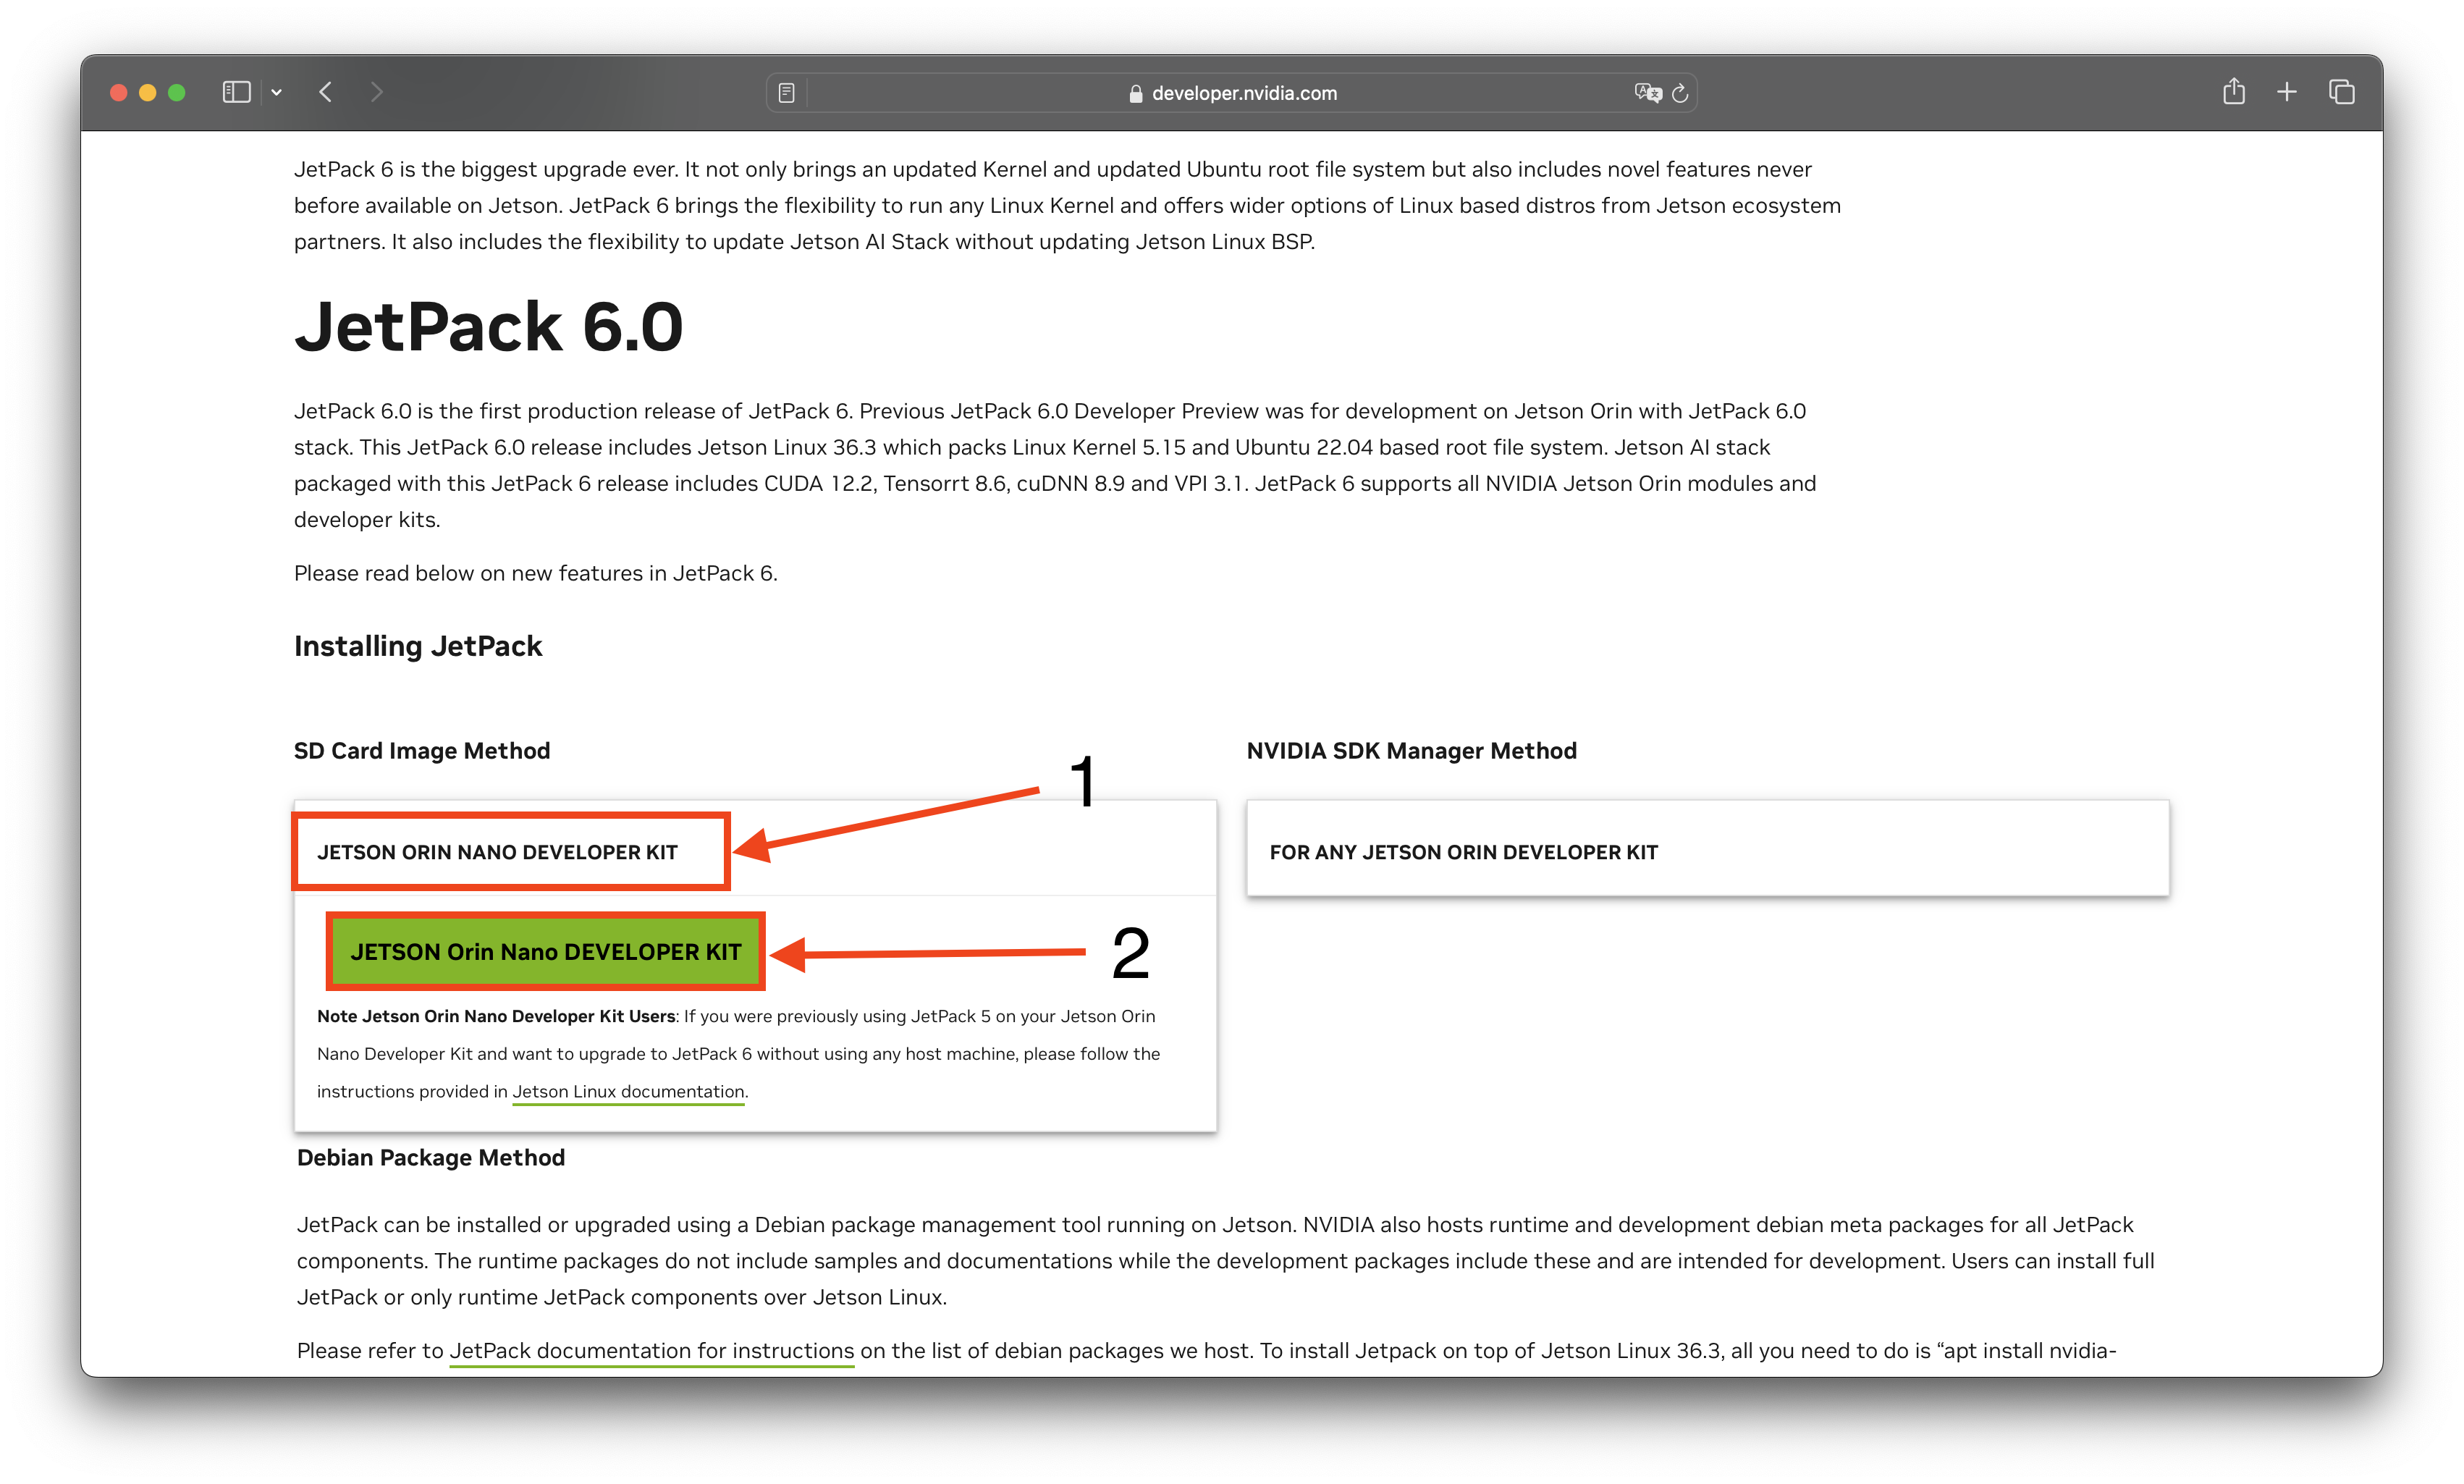 developer.nvidia.com
JetPack 6 is the biggest upgrade ever. It not only brings an updated Kernel and updated Ubuntu root file system but also includes novel features never
before available on Jetson. JetPack 6 brings the flexibility to run any Linux Kernel and offers wider options of Linux based distros from Jetson ecosystem
partners. It also includes the flexibility to update Jetson AI Stack without updating Jetson Linux BSP.
JetPack 6.0
JetPack 6.0 is the first production release of JetPack 6. Previous JetPack 6.0 Developer Preview was for development on Jetson Orin with JetPack 6.0
stack. This JetPack 6.0 release includes Jetson Linux 36.3 which packs Linux Kernel 5.15 and Ubuntu 22.04 based root file system. Jetson AI stack
packaged with this JetPack 6 release includes CUDA 12.2, Tensorrt 8.6, cuDNN 8.9 and VPI 3.1. JetPack 6 supports all NVIDIA Jetson Orin modules and
developer kits.
Please read below on new features in JetPack 6.
Installing JetPack
SD Card Image Method
1
JETSON ORIN NANO DEVELOPER KIT
JETSON Orin Nano DEVELOPER KIT
2
Note Jetson Orin Nano Developer Kit Users: If you were previously using JetPack 5 on your Jetson Orin
Nano Developer Kit and want to upgrade to JetPack 6 without using any host machine, please follow the
instructions provided in Jetson Linux documentation.
NVIDIA SDK Manager Method
FOR ANY JETSON ORIN DEVELOPER KIT
Debian Package Method
JetPack can be installed or upgraded using a Debian package management tool running on Jetson. NVIDIA also hosts runtime and development debian meta packages for all JetPack
components. The runtime packages do not include samples and documentations while the development packages include these and are intended for development. Users can install full
JetPack or only runtime JetPack components over Jetson Linux.
Please refer to JetPack documentation for instructions on the list of debian packages we host. To install Jetpack on top of Jetson Linux 36.3, all you need to do is “apt install nvidia-